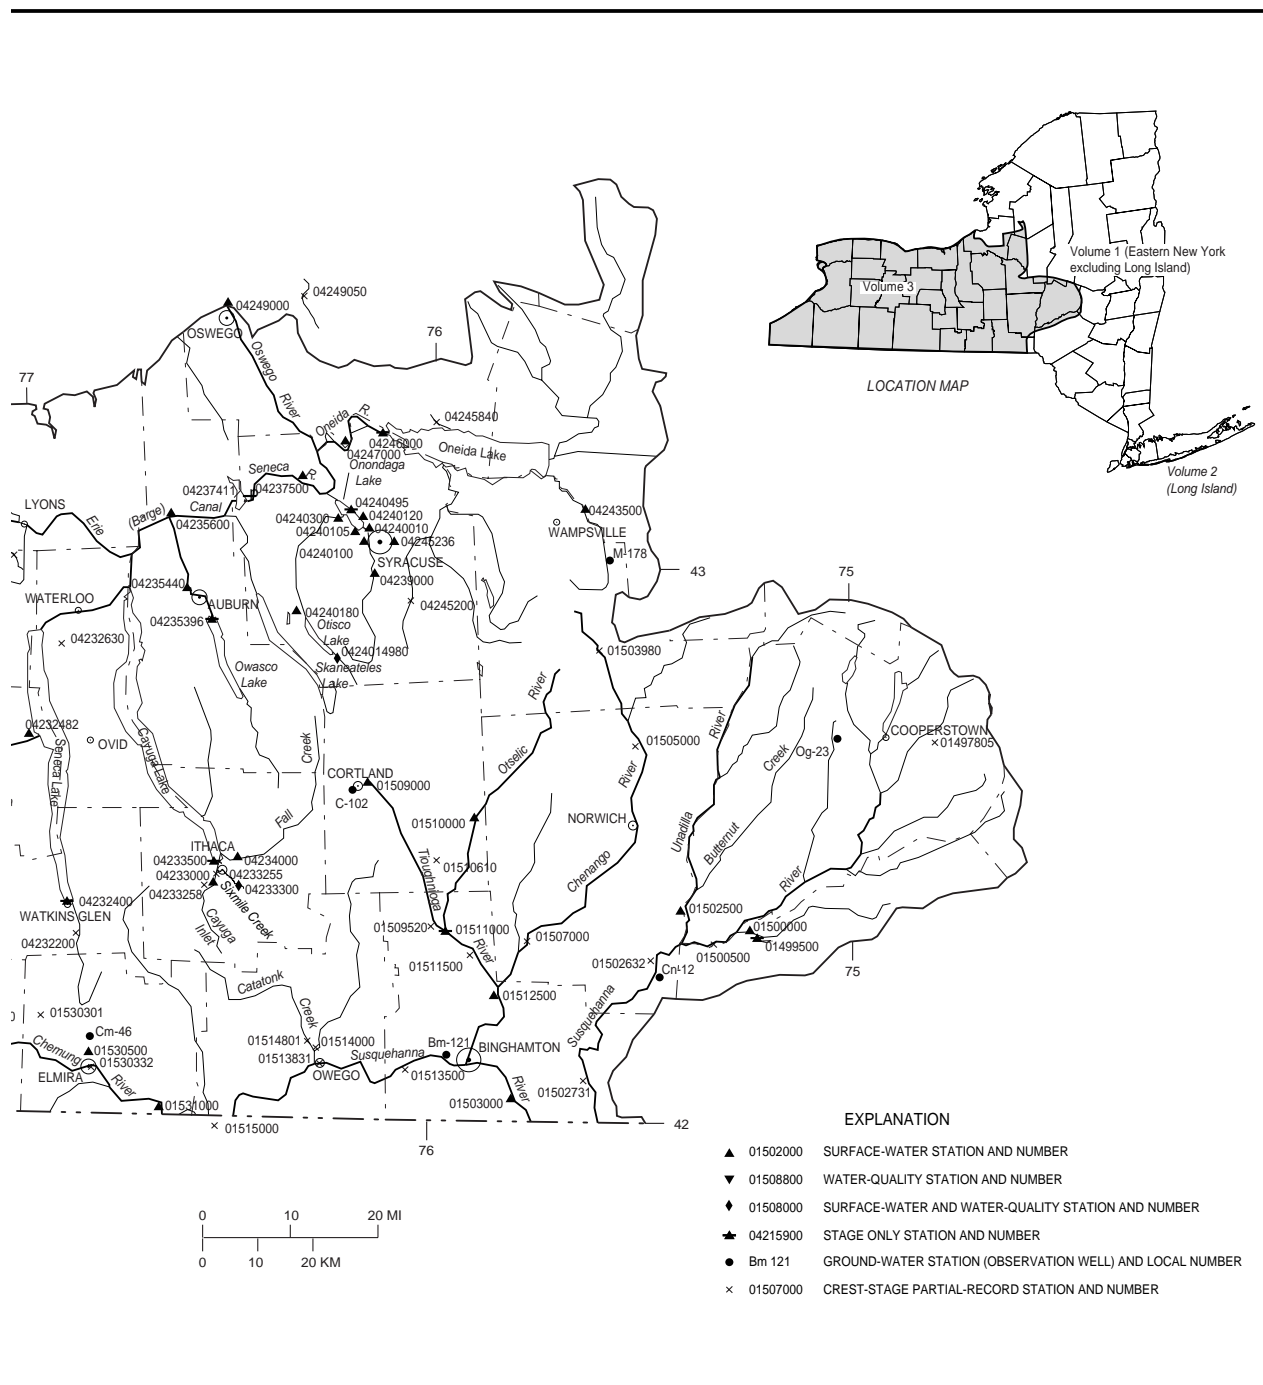 Volume 1 (Eastern New York
excluding Long Island)
Volume 3
LOCATION MAP
Volume 2
(Long Island)
04249050
04249000
OSWEGO
76
Oswego
River
77
Oneida R.
04245840
04246000
04247000
Oneida Lake
Onondaga
Lake
Seneca R.
04237411
04237500
LYONS
Erie
(Barge)
Canal
04235600
04240495
04240300
04240120
04240105
04240010
04240100
04245236
SYRACUSE
04243500
WAMPSVILLE
M-178
43
04239000
04235440
WATERLOO
AUBURN
04235396
04240180
04245200
Otisco
Lake
04232630
0424014980
Skaneateles
Lake
Owasco
Lake
01503980
75
04232482
OVID
Seneca Lake
Cayuga Lake
Creek
Fall
River
Otselic
01505000
River
River
Creek
Og-23
COOPERSTOWN
01497805
CORTLAND
01509000
C-102
01510000
NORWICH
Unadilla
Butternut
ITHACA
04233500
04234000
04233000
04233255
04233258
04233300
Sixmile Creek
Cayuga
Inlet
Tioughnioga
01510610
Chenango
River
04232400
WATKINS GLEN
04232200
01509520
01511000
River
01507000
01511500
01502500
01500000
01499500
01500500
01502632
Cn-12
75
Catatonk
Creek
01512500
Susquehanna
01530301
Cm-46
01530500
01530332
Chemung
ELMIRA
River
01514801
01514000
01513831
OWEGO
Susquehanna
Bm-121
BINGHAMTON
01513500
River
01502731
01503000
01531000
01515000
76
42
0 10 20 MI
0 10 20 KM
EXPLANATION
01502000 SURFACE-WATER STATION AND NUMBER
01508800 WATER-QUALITY STATION AND NUMBER
01508000 SURFACE-WATER AND WATER-QUALITY STATION AND NUMBER
04215900 STAGE ONLY STATION AND NUMBER
Bm 121 GROUND-WATER STATION (OBSERVATION WELL) AND LOCAL NUMBER
01507000 CREST-STAGE PARTIAL-RECORD STATION AND NUMBER